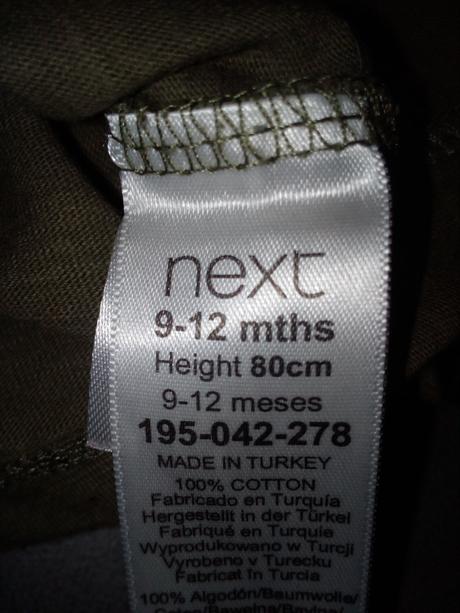 next
9-12 mths
Height 80cm
9-12 meses
195-042-278
MADE IN TURKEY
100% COTTON
Fabricado en Turquía
Hergestellt in der Türkei
Fabriqué en Turquie
Wyprodukowano w Turcji
Vyrobeno v Turecku
Fabricat în Turcia
100% Algodón/Baumwolle/